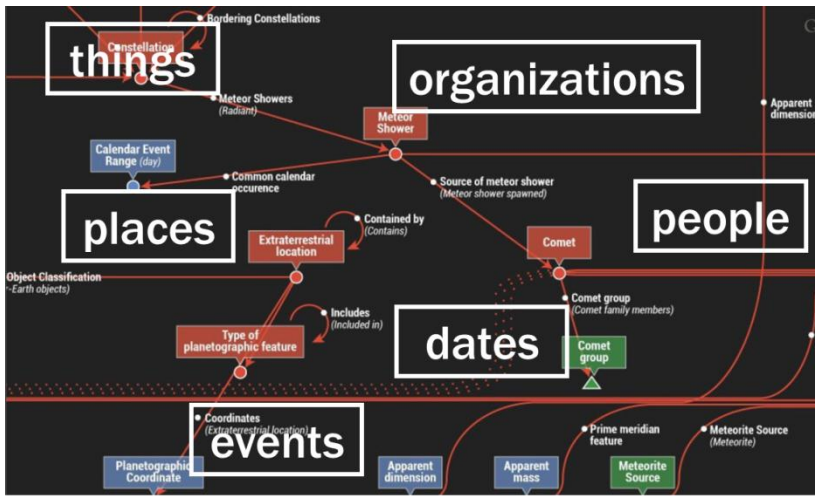 Bordering Constellations
Constellation
things
organizations
Meteor Showers
(Radiant)
Meteor
Shower
Apparent
dimension
Calendar Event
Range (day)
Common calendar
occurence
Source of meteor shower
(Meteor shower spawned)
places
people
Contained by
(Contains)
Extraterrestrial
location
Comet
Object Classification
-Earth objects)
Includes
(Included in)
Comet group
(Comet family members)
Type of
planetographic feature
dates
Comet
group
Coordinates
(Extraterrestrial location)
events
Prime meridian
feature
Meteorite Source
(Meteorite)
Planetographic
Coordinate
Apparent
dimension
Apparent
mass
Meteorite
Source